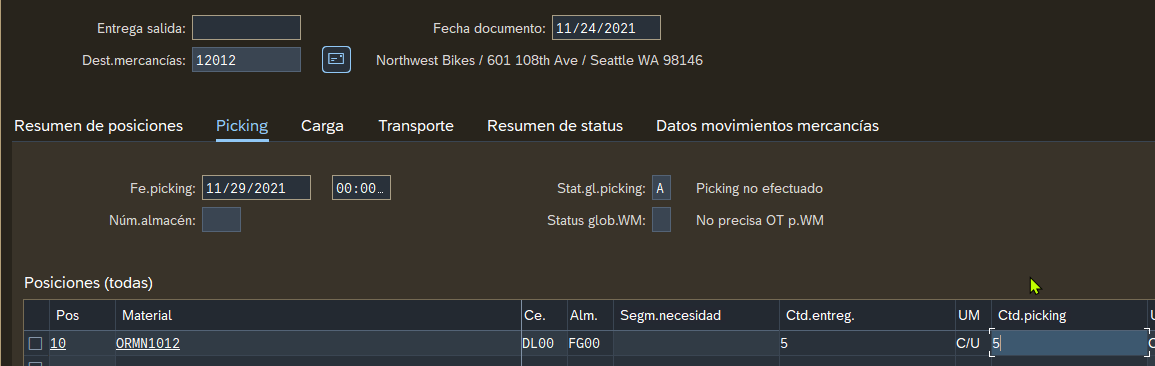 Entrega salida: Fecha documento: 11/24/2021
Dest.mercancías: 12012 Northwest Bikes / 601 108th Ave / Seattle WA 98146
Resumen de posiciones Picking Carga Transporte Resumen de status Datos movimientos mercancías
Fe.picking: 11/29/2021 00:00… Stat.gl.picking: A Picking no efectuado
Núm.almacén: Status glob.WM: No precisa OT p.WM
Posiciones (todas)
Pos Material Ce. Alm. Segm.necesidad Ctd.entreg. UM Ctd.picking
10 ORMN1012 DL00 FG00 5 C/U 5